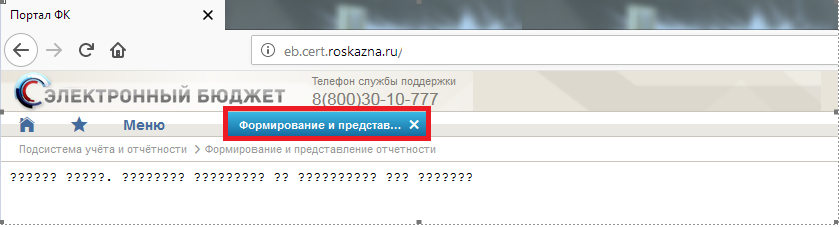 Портал ФК
eb.cert.roskazna.ru/
ЭЛЕКТРОННЫЙ БЮДЖЕТ
Телефон службы поддержки
8(800)30-10-777
Меню
Формирование и представ...
Подсистема учёта и отчётности > Формирование и представление отчетности
?????? ?????. ???????? ????????? ?? ?????????? ??? ???????